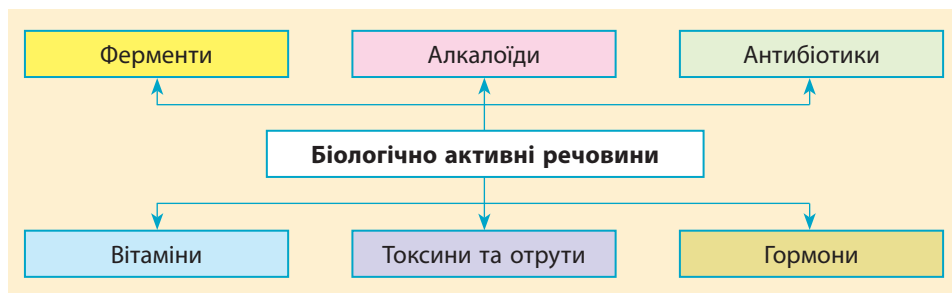 Ферменти
Алкалоїди
Антибіотики
Біологічно активні речовини
Вітаміни
Токсини та отрути
Гормони